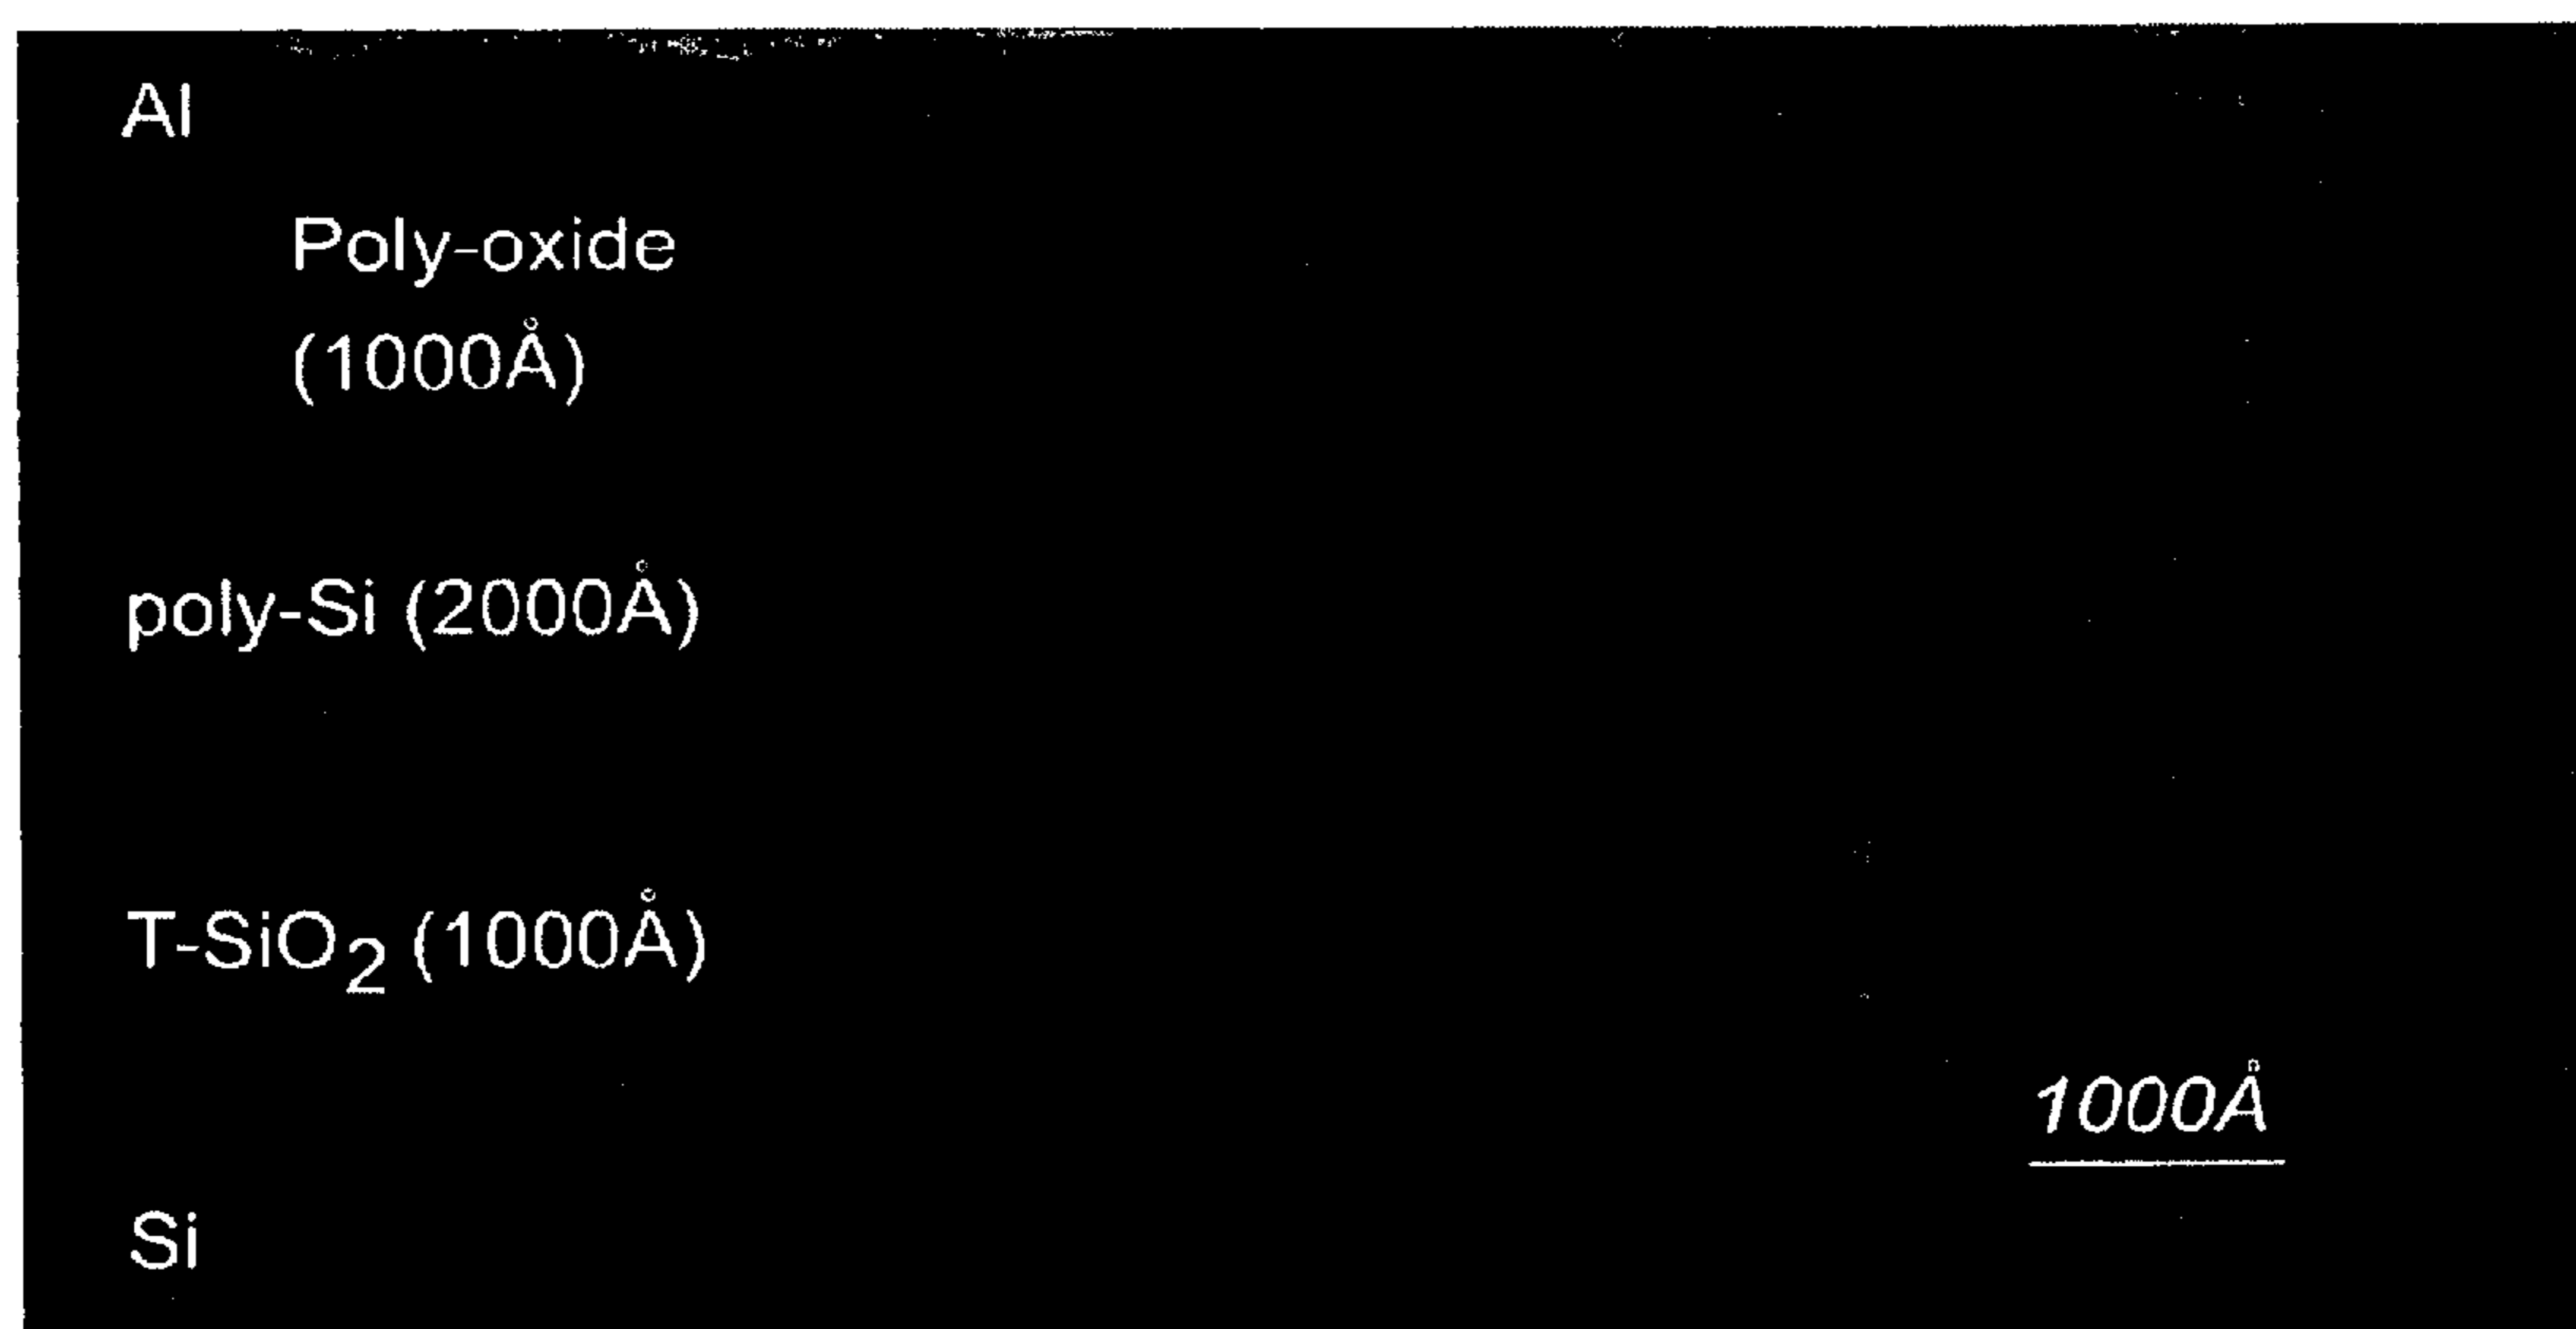 Al
Poly-oxide
(1000Å)
poly-Si (2000Å)
T-SiO₂ (1000Å)
1000Å
Si